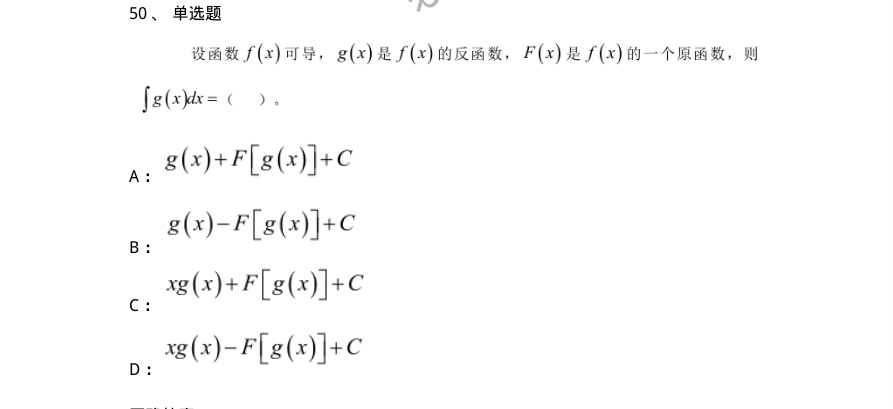 50 、 单选题
设函数 f(x) 可导， g(x) 是 f(x) 的反函数， F(x) 是 f(x) 的一个原函数，则
∫g(x)dx =（ ）。
A： g(x)+F[g(x)]+C
B： g(x)−F[g(x)]+C
C： xg(x)+F[g(x)]+C
D： xg(x)−F[g(x)]+C